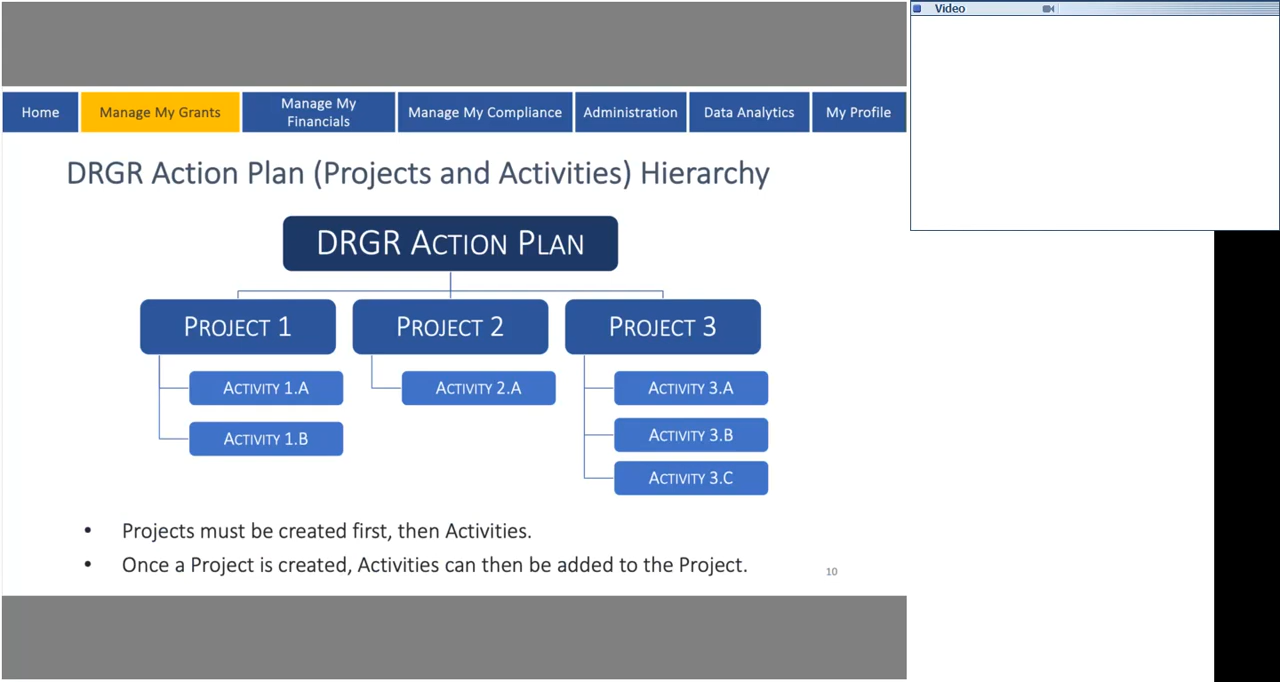 Video
Home
Manage My Grants
Manage My
Financials
Manage My Compliance
Administration
Data Analytics
My Profile
DRGR Action Plan (Projects and Activities) Hierarchy
DRGR ACTION PLAN
PROJECT 1
PROJECT 2
PROJECT 3
ACTIVITY 1.A
ACTIVITY 2.A
ACTIVITY 3.A
ACTIVITY 1.B
ACTIVITY 3.B
ACTIVITY 3.C
• Projects must be created first, then Activities.
• Once a Project is created, Activities can then be added to the Project.
10